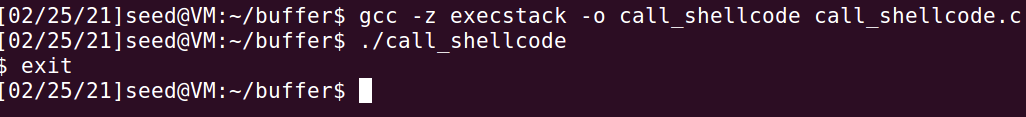 [02/25/21]seed@VM:~/buffer$ gcc -z execstack -o call_shellcode call_shellcode.c
[02/25/21]seed@VM:~/buffer$ ./call_shellcode
$ exit
[02/25/21]seed@VM:~/buffer$